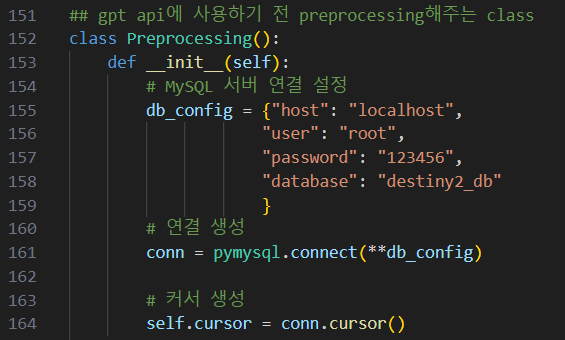 151 ## gpt api에 사용하기 전 preprocessing해주는 class
152 class Preprocessing():
153     def __init__(self):
154         # MySQL 서버 연결 설정
155         db_config = {"host": "localhost",
156                      "user": "root",
157                      "password": "123456",
158                      "database": "destiny2_db"
159                      }
160         # 연결 생성
161         conn = pymysql.connect(**db_config)
162
163         # 커서 생성
164         self.cursor = conn.cursor()